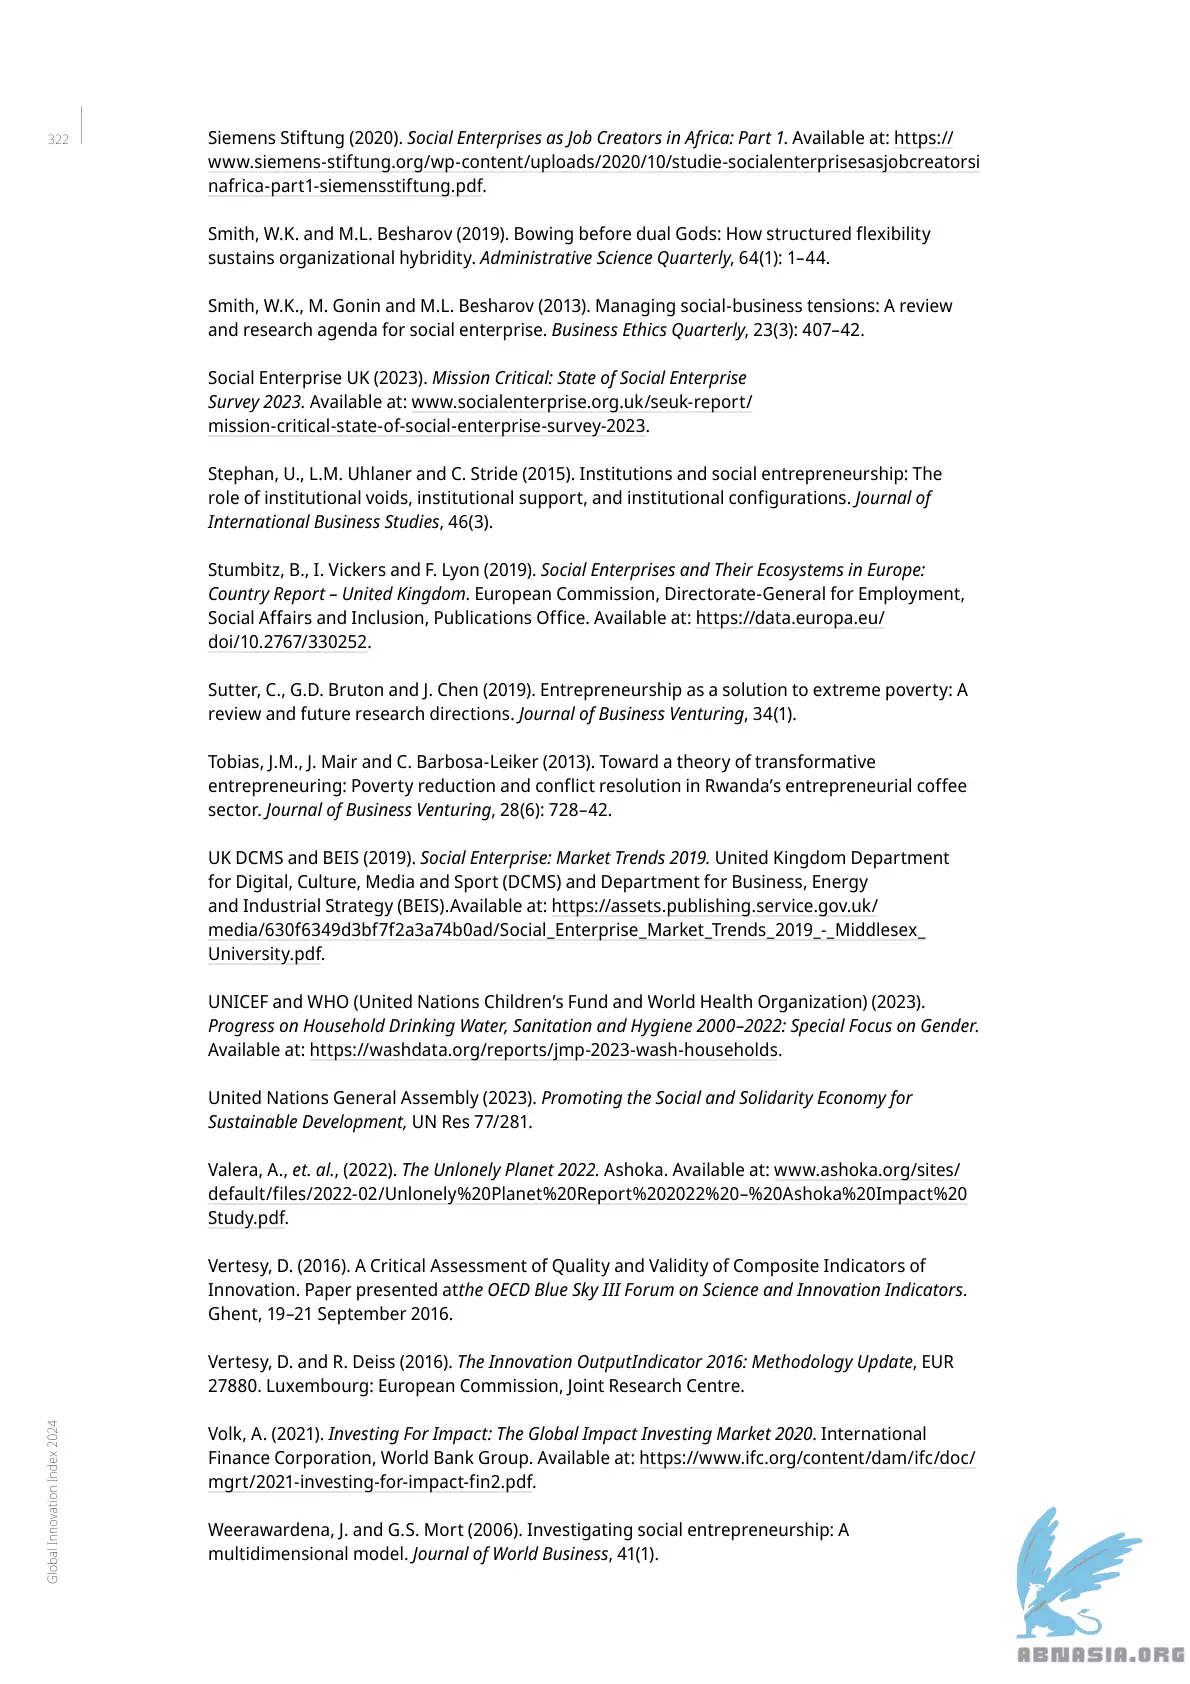 322
Siemens Stiftung (2020). Social Enterprises as Job Creators in Africa: Part 1. Available at: https://
www.siemens-stiftung.org/wp-content/uploads/2020/10/studie-socialenterprisesasjobcreatorsi
nafrica-part1-siemensstiftung.pdf.
Smith, W.K. and M.L. Besharov (2019). Bowing before dual Gods: How structured flexibility
sustains organizational hybridity. Administrative Science Quarterly, 64(1): 1–44.
Smith, W.K., M. Gonin and M.L. Besharov (2013). Managing social-business tensions: A review
and research agenda for social enterprise. Business Ethics Quarterly, 23(3): 407–42.
Social Enterprise UK (2023). Mission Critical: State of Social Enterprise
Survey 2023. Available at: www.socialenterprise.org.uk/seuk-report/
mission-critical-state-of-social-enterprise-survey-2023.
Stephan, U., L.M. Uhlaner and C. Stride (2015). Institutions and social entrepreneurship: The
role of institutional voids, institutional support, and institutional configurations. Journal of
International Business Studies, 46(3).
Stumbitz, B., I. Vickers and F. Lyon (2019). Social Enterprises and Their Ecosystems in Europe:
Country Report – United Kingdom. European Commission, Directorate-General for Employment,
Social Affairs and Inclusion, Publications Office. Available at: https://data.europa.eu/
doi/10.2767/330252.
Sutter, C., G.D. Bruton and J. Chen (2019). Entrepreneurship as a solution to extreme poverty: A
review and future research directions. Journal of Business Venturing, 34(1).
Tobias, J.M., J. Mair and C. Barbosa-Leiker (2013). Toward a theory of transformative
entrepreneuring: Poverty reduction and conflict resolution in Rwanda’s entrepreneurial coffee
sector. Journal of Business Venturing, 28(6): 728–42.
UK DCMS and BEIS (2019). Social Enterprise: Market Trends 2019. United Kingdom Department
for Digital, Culture, Media and Sport (DCMS) and Department for Business, Energy
and Industrial Strategy (BEIS).Available at: https://assets.publishing.service.gov.uk/
media/630f6349d3bf7f2a3a74b0ad/Social_Enterprise_Market_Trends_2019_-_Middlesex_
University.pdf.
UNICEF and WHO (United Nations Children’s Fund and World Health Organization) (2023).
Progress on Household Drinking Water, Sanitation and Hygiene 2000–2022: Special Focus on Gender.
Available at: https://washdata.org/reports/jmp-2023-wash-households.
United Nations General Assembly (2023). Promoting the Social and Solidarity Economy for
Sustainable Development, UN Res 77/281.
Valera, A., et. al., (2022). The Unlonely Planet 2022. Ashoka. Available at: www.ashoka.org/sites/
default/files/2022-02/Unlonely%20Planet%20Report%202022%20–%20Ashoka%20Impact%20
Study.pdf.
Vertesy, D. (2016). A Critical Assessment of Quality and Validity of Composite Indicators of
Innovation. Paper presented atthe OECD Blue Sky III Forum on Science and Innovation Indicators.
Ghent, 19–21 September 2016.
Vertesy, D. and R. Deiss (2016). The Innovation OutputIndicator 2016: Methodology Update, EUR
27880. Luxembourg: European Commission, Joint Research Centre.
Volk, A. (2021). Investing For Impact: The Global Impact Investing Market 2020. International
Finance Corporation, World Bank Group. Available at: https://www.ifc.org/content/dam/ifc/doc/
mgrt/2021-investing-for-impact-fin2.pdf.
Weerawardena, J. and G.S. Mort (2006). Investigating social entrepreneurship: A
multidimensional model. Journal of World Business, 41(1).
Global Innovation Index 2024
ABNASIA.ORG